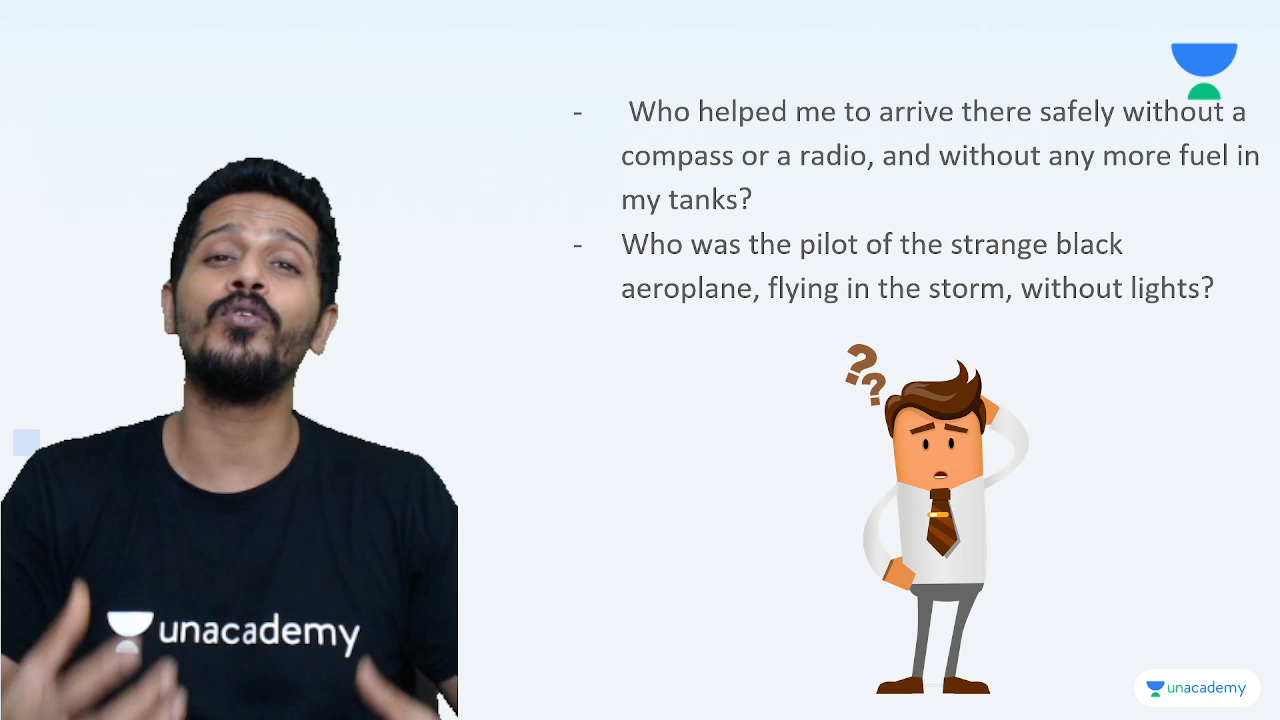 - Who helped me to arrive there safely without a
compass or a radio, and without any more fuel in
my tanks?
- Who was the pilot of the strange black
aeroplane, flying in the storm, without lights?
??
unacademy
unacademy